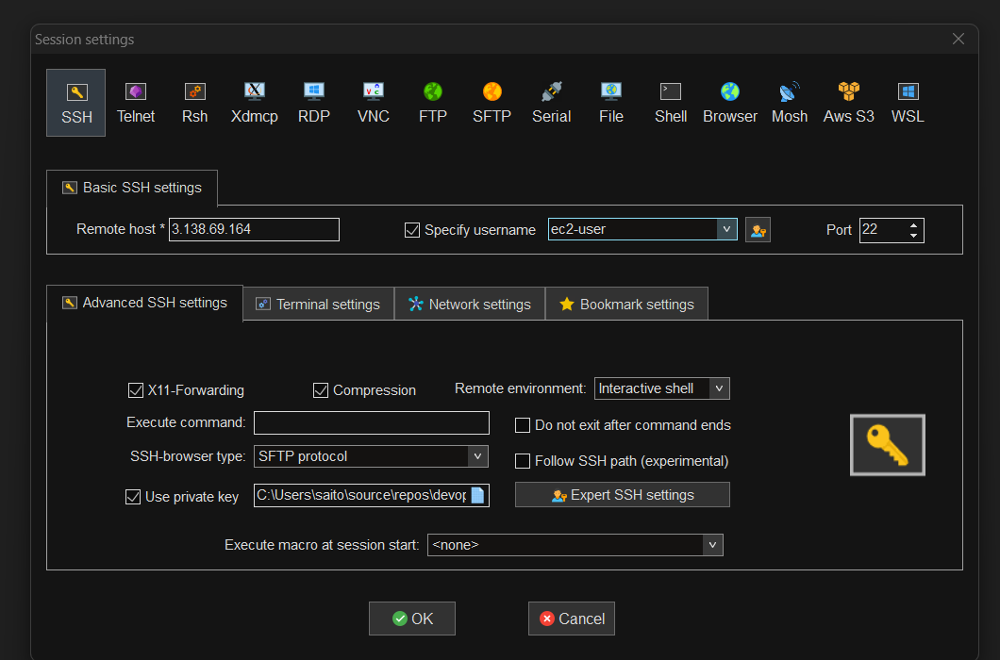 Session settings
SSH Telnet Rsh Xdmcp RDP VNC FTP SFTP Serial File Shell Browser Mosh Aws S3 WSL
Basic SSH settings
Remote host * 3.138.69.164 Specify username ec2-user Port 22
Advanced SSH settings Terminal settings Network settings Bookmark settings
X11-Forwarding Compression Remote environment: Interactive shell
Execute command: Do not exit after command ends
SSH-browser type: SFTP protocol Follow SSH path (experimental)
Use private key C:\Users\saito\source\repos\devop Expert SSH settings
Execute macro at session start: <none>
OK Cancel